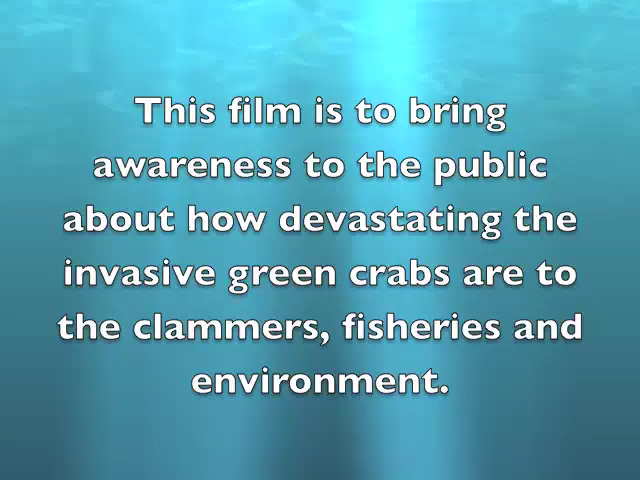 This film is to bring
awareness to the public
about how devastating the
invasive green crabs are to
the clammers, fisheries and
environment.